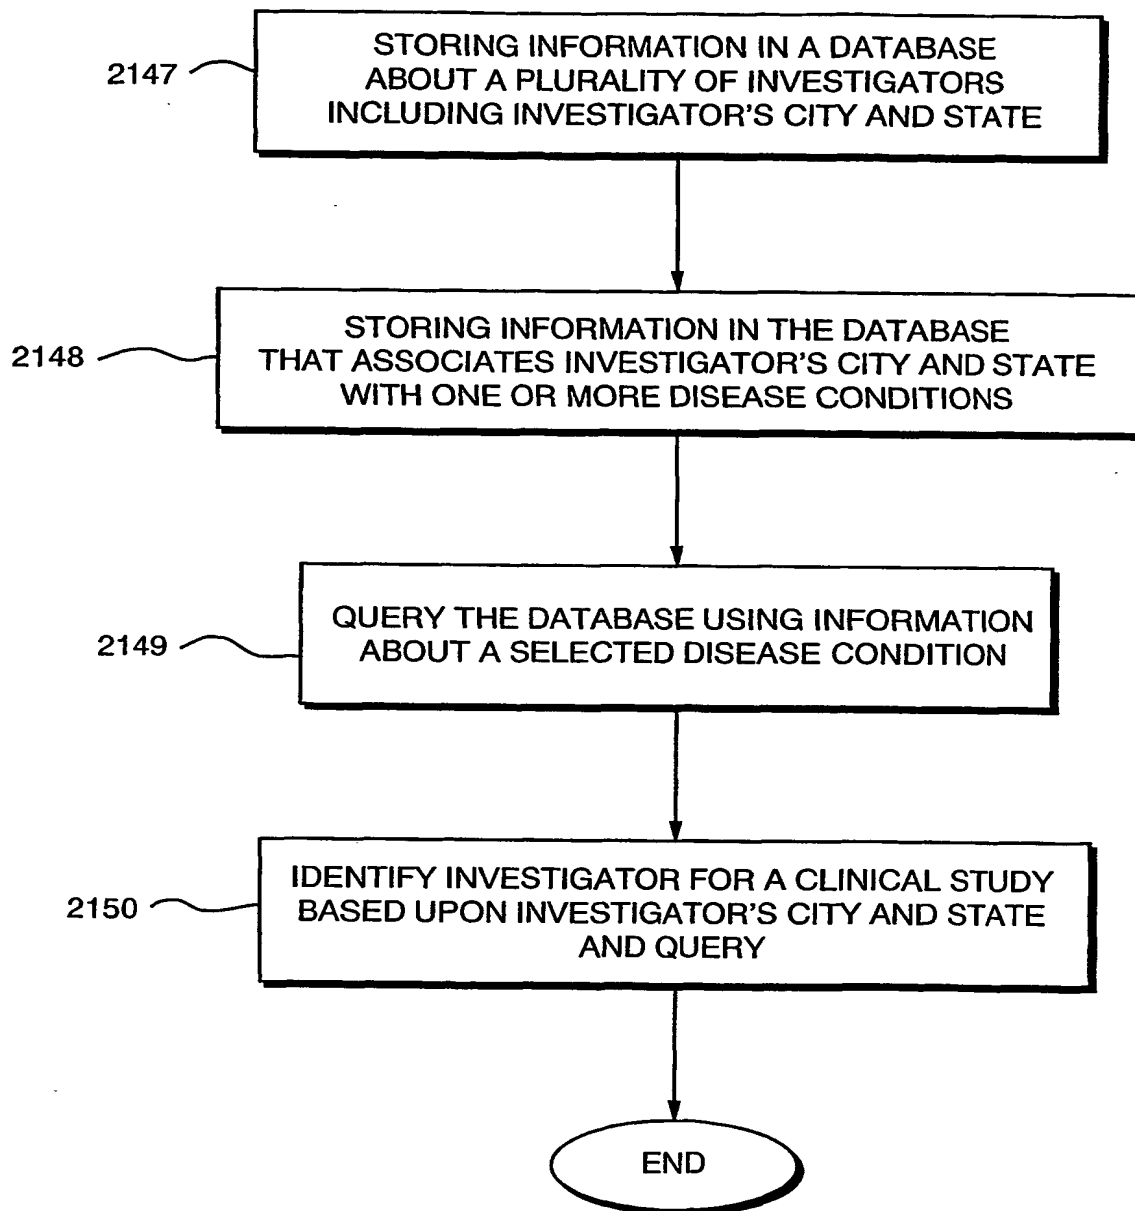 2147
STORING INFORMATION IN A DATABASE
ABOUT A PLURALITY OF INVESTIGATORS
INCLUDING INVESTIGATOR'S CITY AND STATE
2148
STORING INFORMATION IN THE DATABASE
THAT ASSOCIATES INVESTIGATOR'S CITY AND STATE
WITH ONE OR MORE DISEASE CONDITIONS
2149
QUERY THE DATABASE USING INFORMATION
ABOUT A SELECTED DISEASE CONDITION
2150
IDENTIFY INVESTIGATOR FOR A CLINICAL STUDY
BASED UPON INVESTIGATOR'S CITY AND STATE
AND QUERY
END